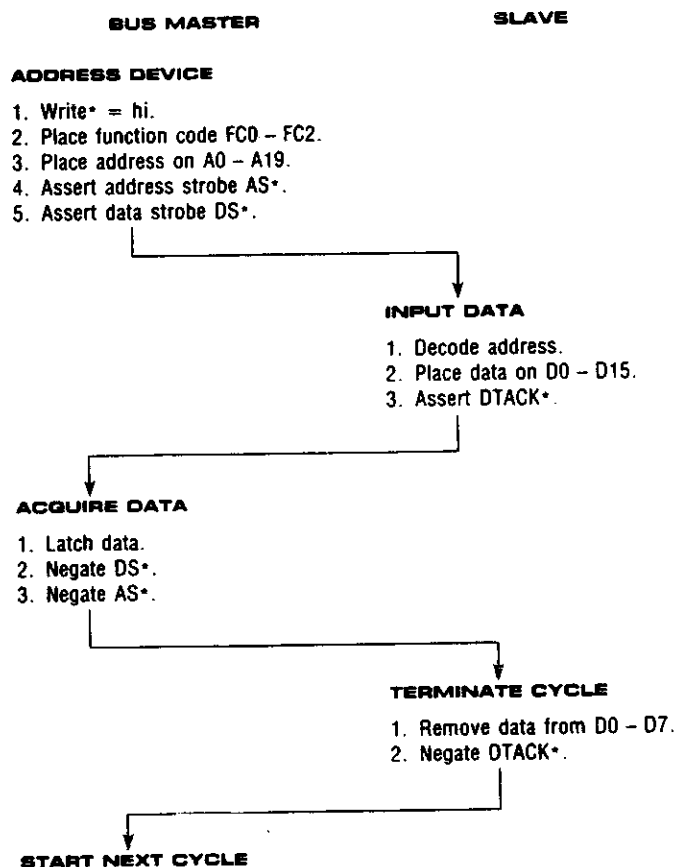 BUS MASTER
SLAVE
ADDRESS DEVICE
1. Write* = hi.
2. Place function code FC0 – FC2.
3. Place address on A0 – A19.
4. Assert address strobe AS*.
5. Assert data strobe DS*.
INPUT DATA
1. Decode address.
2. Place data on D0 – D15.
3. Assert DTACK*.
ACQUIRE DATA
1. Latch data.
2. Negate DS*.
3. Negate AS*.
TERMINATE CYCLE
1. Remove data from D0 – D7.
2. Negate DTACK*.
START NEXT CYCLE